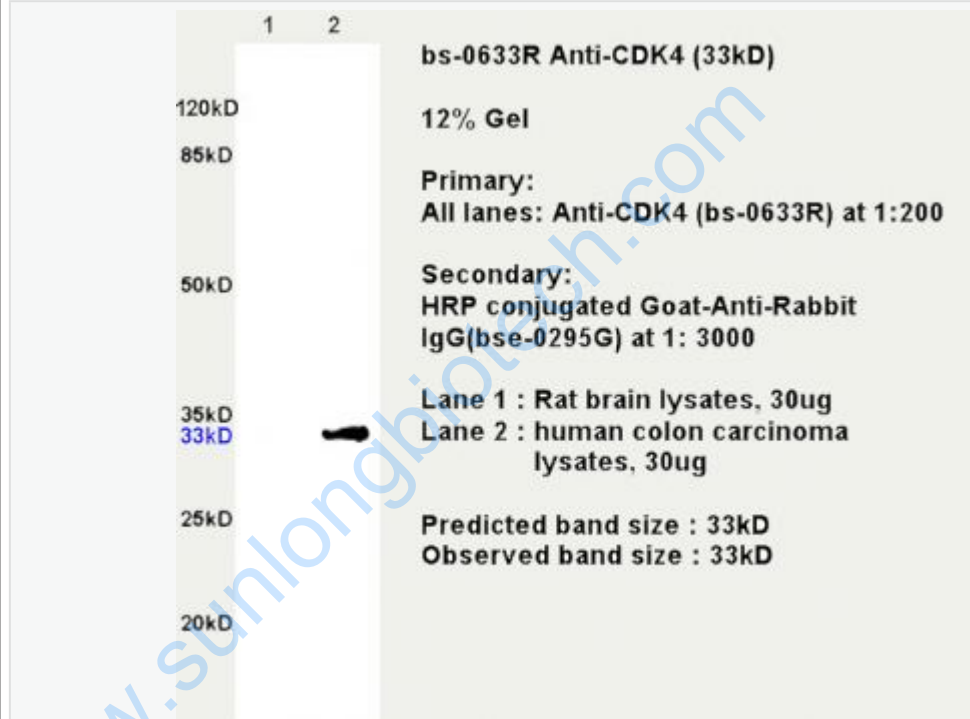 1 2
120kD
85kD
50kD
35kD
33kD
25kD
20kD
bs-0633R Anti-CDK4 (33kD)
12% Gel
Primary:
All lanes: Anti-CDK4 (bs-0633R) at 1:200
Secondary:
HRP conjugated Goat-Anti-Rabbit
IgG(bse-0295G) at 1: 3000
Lane 1 : Rat brain lysates, 30ug
Lane 2 : human colon carcinoma
lysates, 30ug
Predicted band size : 33kD
Observed band size : 33kD
w.sunlongbiotech.com